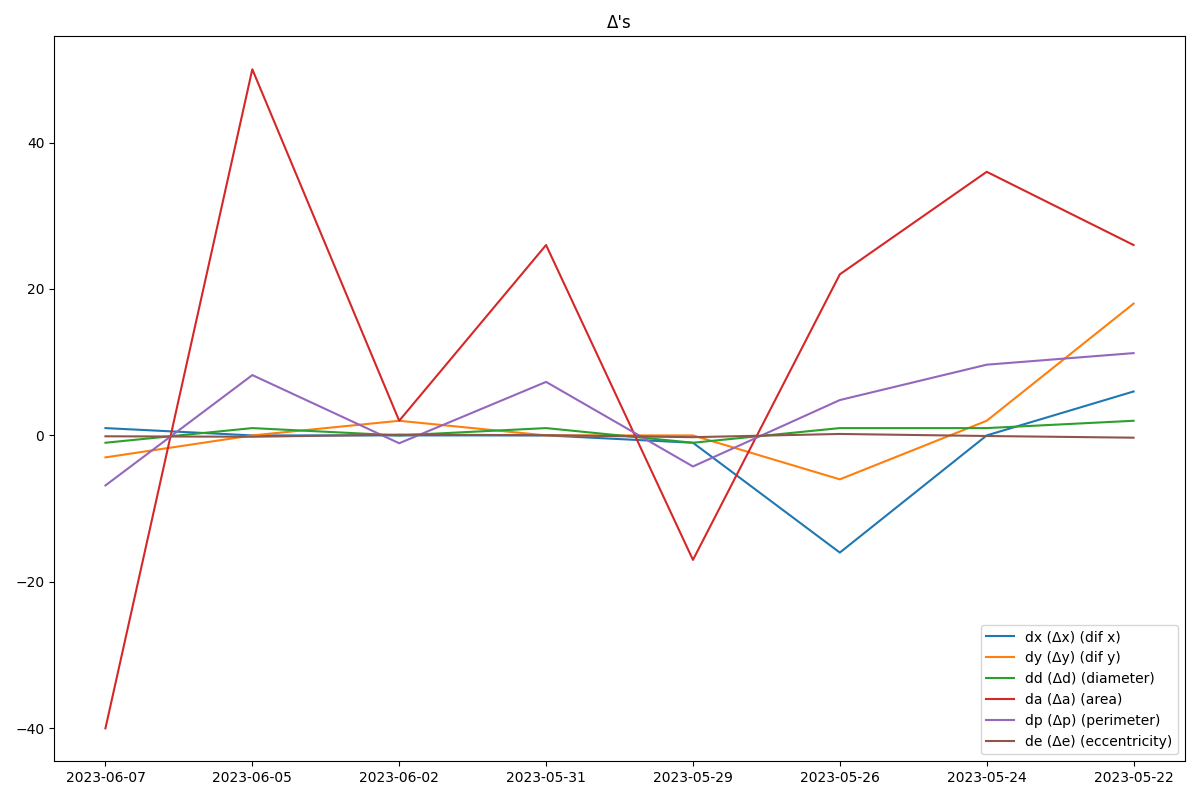 Δ's
40
20
0
−20
−40
2023-06-07 2023-06-05 2023-06-02 2023-05-31 2023-05-29 2023-05-26 2023-05-24 2023-05-22
dx (Δx) (dif x)
dy (Δy) (dif y)
dd (Δd) (diameter)
da (Δa) (area)
dp (Δp) (perimeter)
de (Δe) (eccentricity)